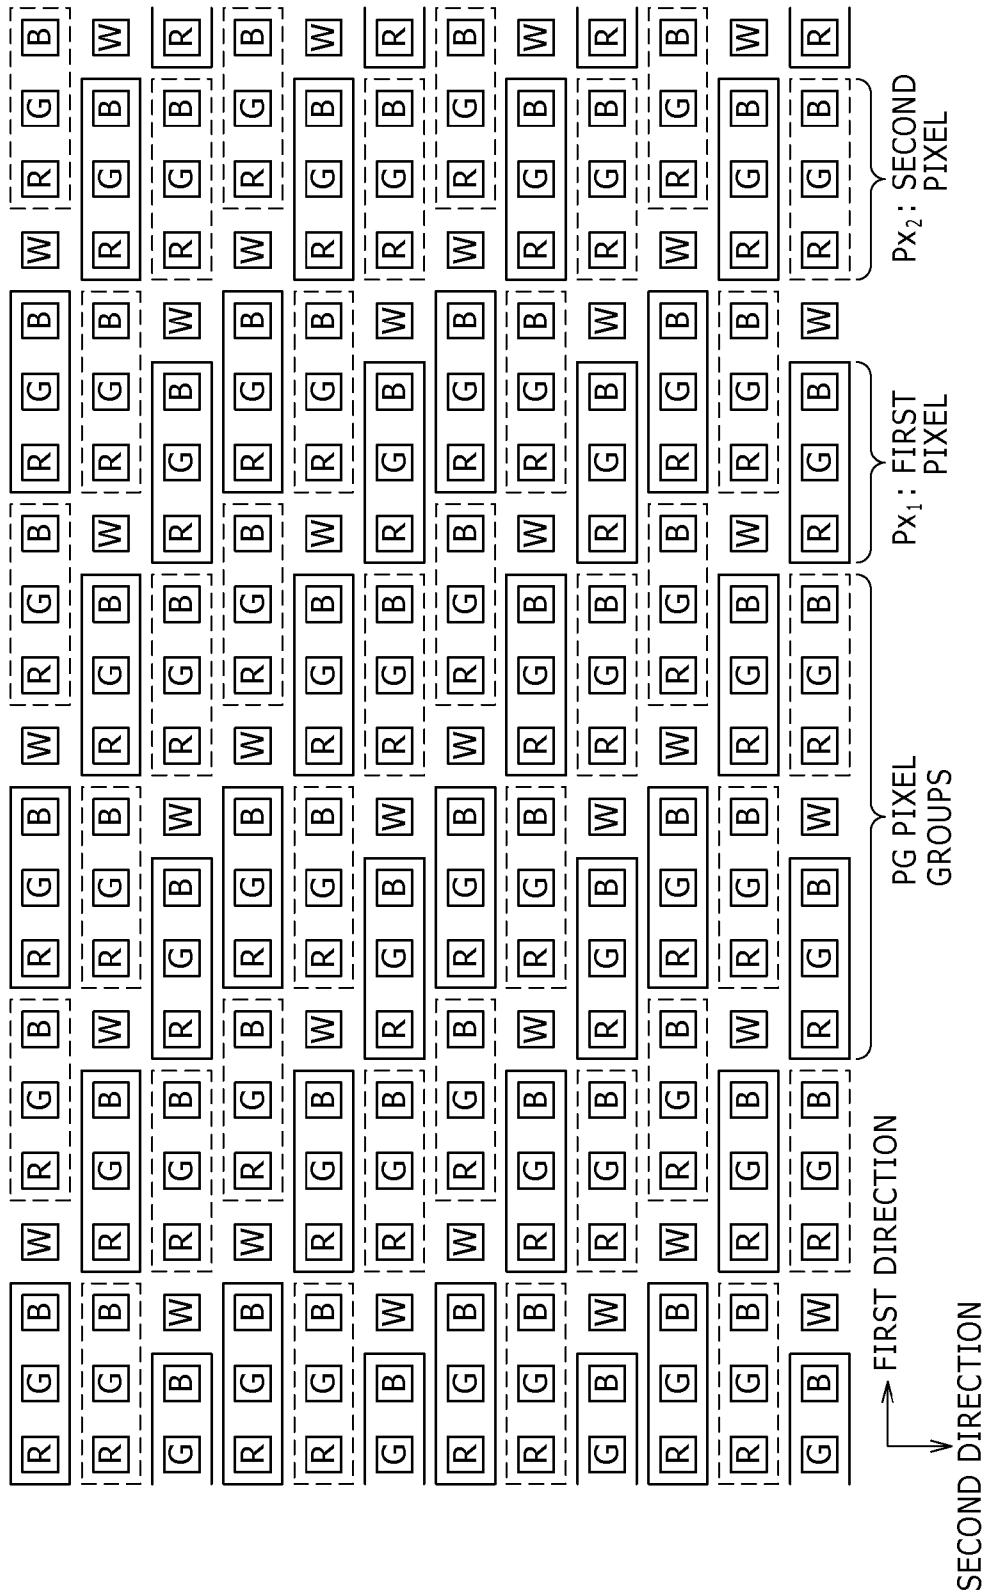 R G B W R G B R G B W R G B R G B W R G B
R G B R G B W R G B R G B W R G B R G B W
G B W R G B R G B W R G B R G B W R G B R
R G B W R G B R G B W R G B R G B W R G B
R G B R G B W R G B R G B W R G B R G B W
G B W R G B R G B W R G B R G B W R G B R
R G B W R G B R G B W R G B R G B W R G B
R G B R G B W R G B R G B W R G B R G B W
G B W R G B R G B W R G B R G B W R G B R
R G B W R G B R G B W R G B R G B W R G B
R G B R G B W R G B R G B W R G B R G B W
G B W R G B R G B W R G B R G B W R G B R
FIRST DIRECTION
SECOND DIRECTION
PG PIXEL
GROUPS
Px₁: FIRST
PIXEL
Px₂: SECOND
PIXEL